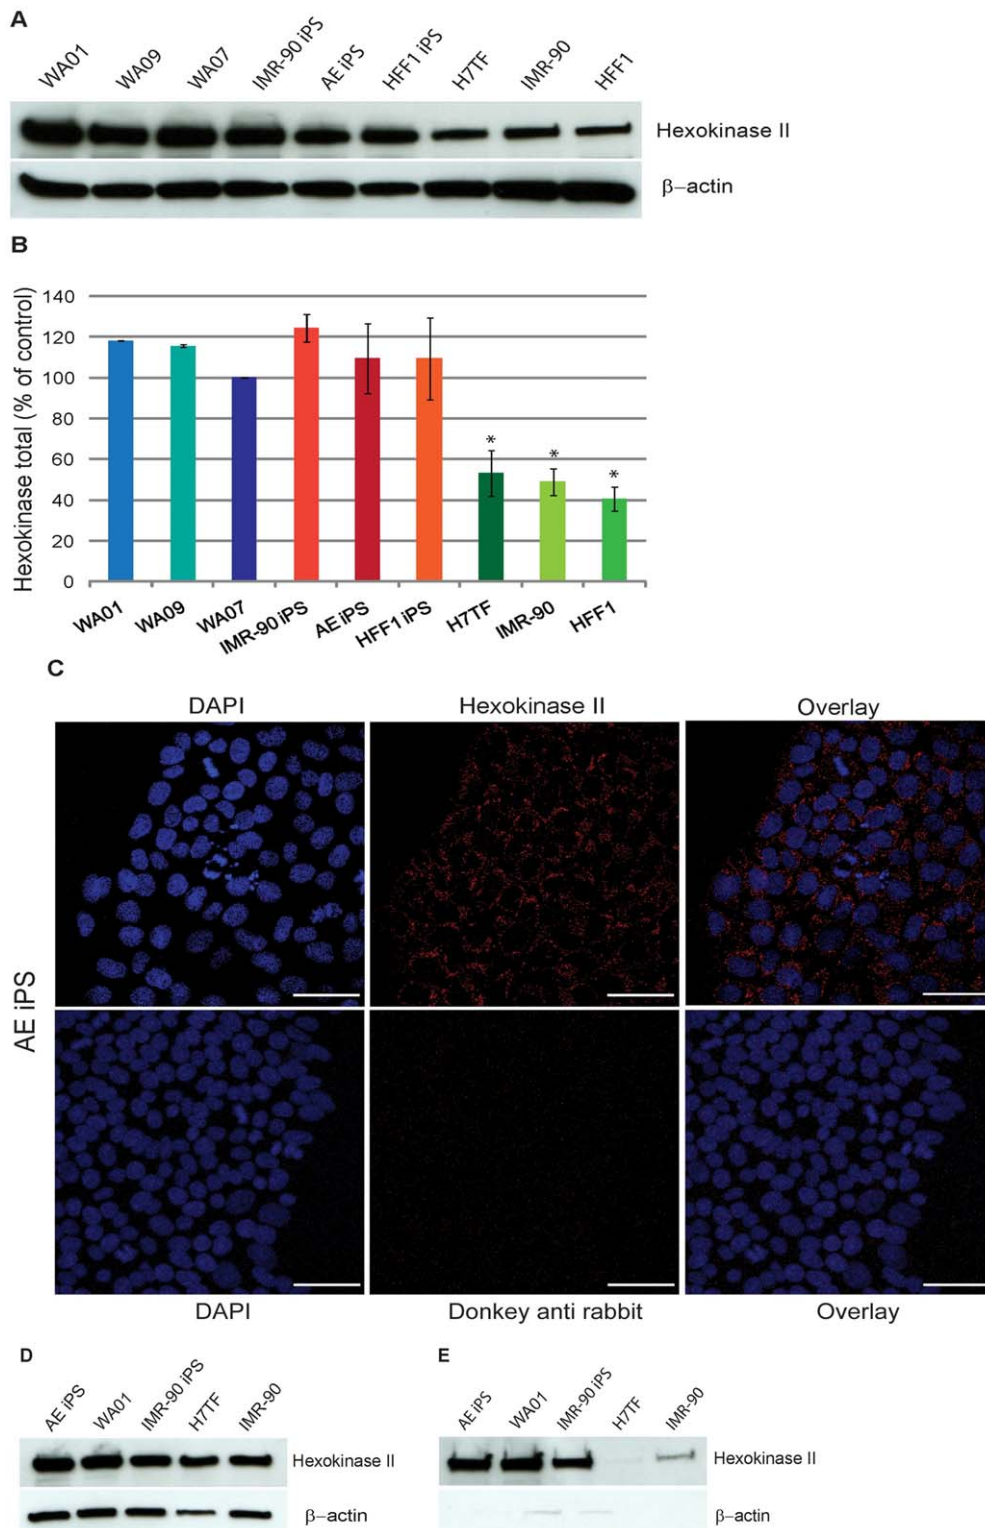 A
WA01 WA09 WA07 IMR-90 iPS AE iPS HFF1 iPS H7TF IMR-90 HFF1
Hexokinase II
β–actin
B
Hexokinase total (% of control)
140
120
100
80
60
40
20
0
* * *
WA01 WA09 WA07 IMR-90 iPS AE iPS HFF1 iPS H7TF IMR-90 HFF1
C
DAPI Hexokinase II Overlay
AE iPS
DAPI Donkey anti rabbit Overlay
D
AE iPS WA01 IMR-90 iPS H7TF IMR-90
Hexokinase II
β–actin
E
AE iPS WA01 IMR-90 iPS H7TF IMR-90
Hexokinase II
β–actin